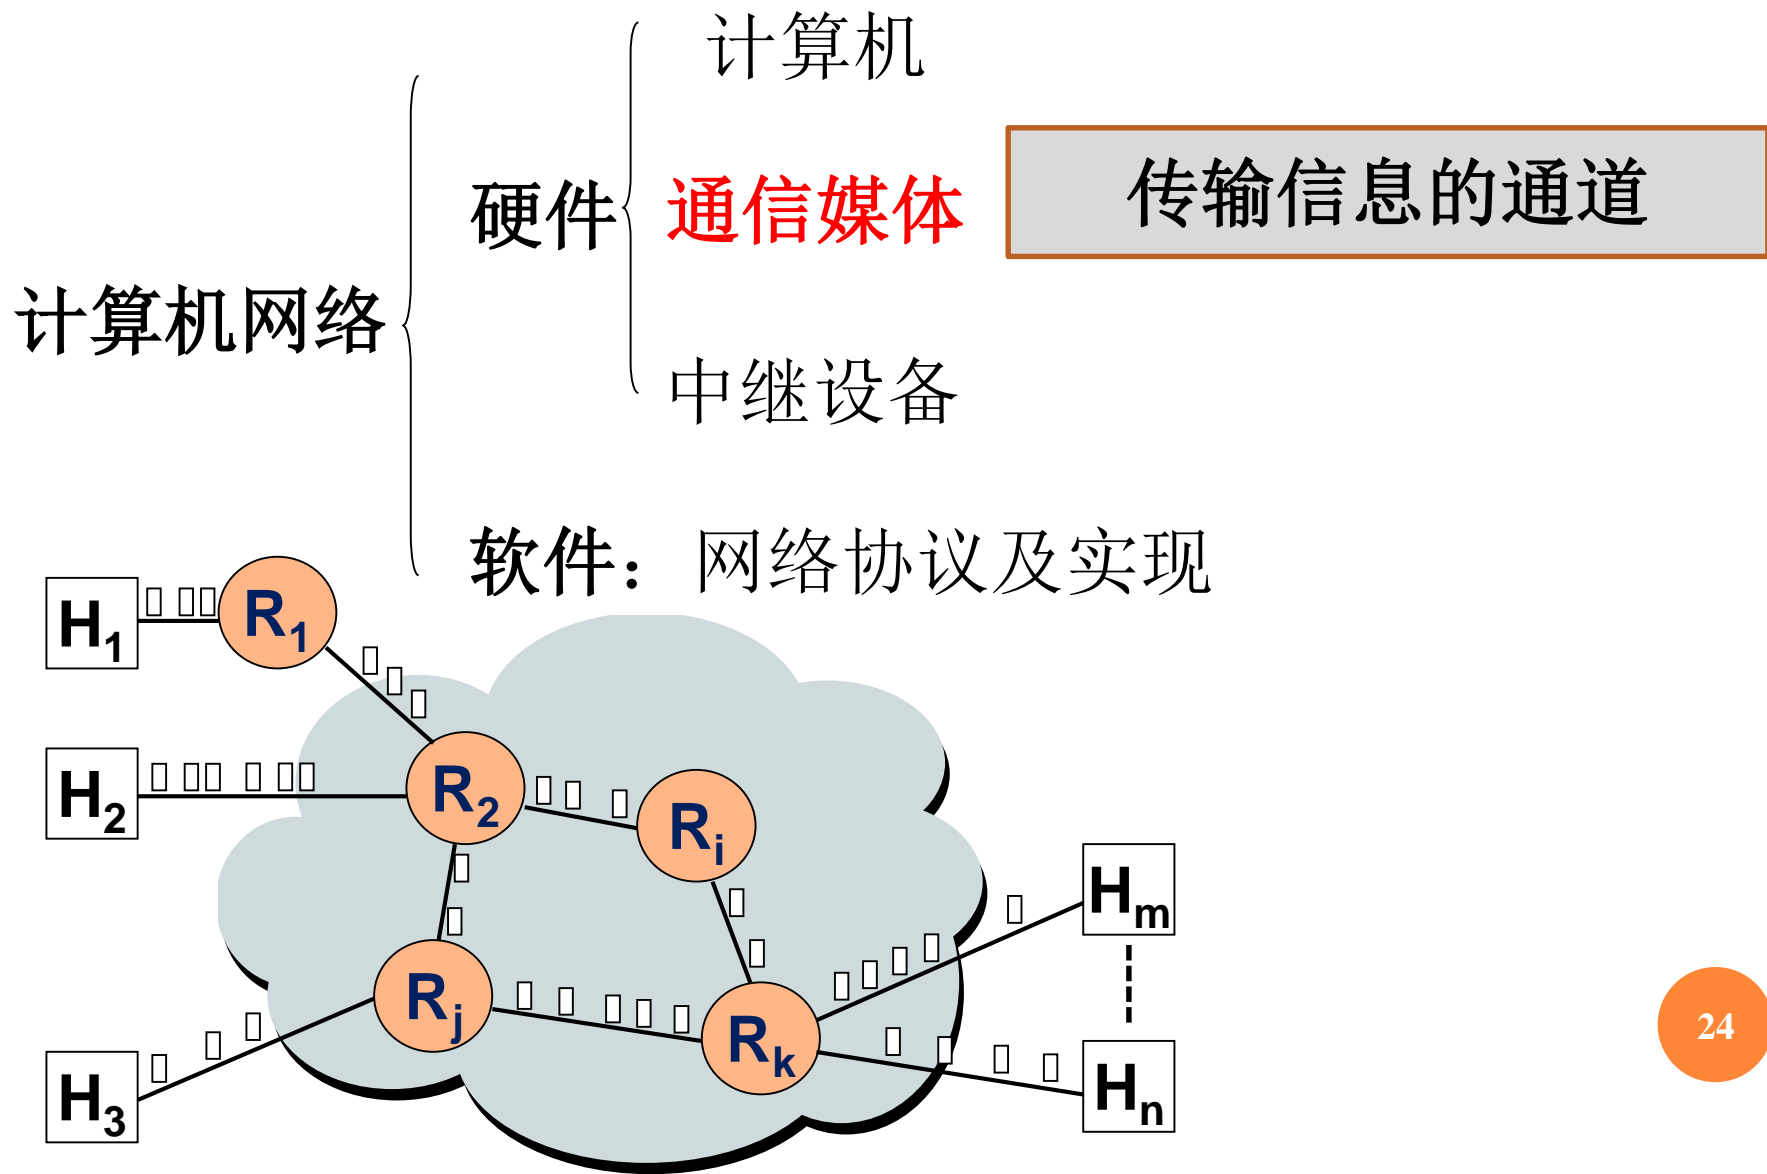 计算机
硬件
通信媒体
传输信息的通道
计算机网络
中继设备
软件：网络协议及实现
H1
R1
H2
R2
Ri
Hm
Rj
Rk
H3
Hn
24